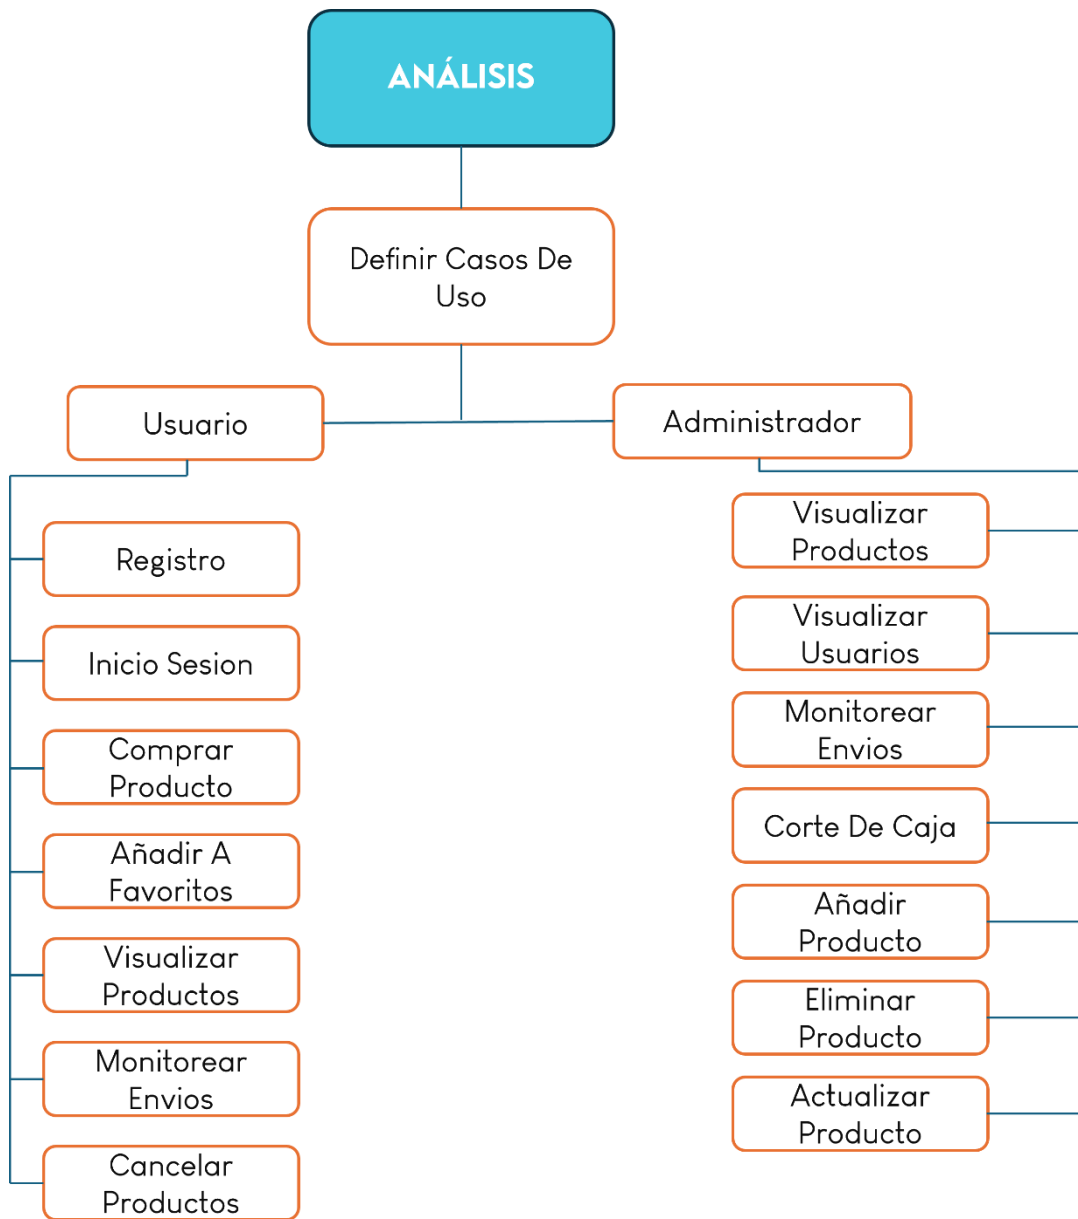 ANÁLISIS
Definir Casos De
Uso
Usuario
Administrador
Registro
Inicio Sesion
Comprar
Producto
Añadir A
Favoritos
Visualizar
Productos
Monitorear
Envios
Cancelar
Productos
Visualizar
Productos
Visualizar
Usuarios
Monitorear
Envios
Corte De Caja
Añadir
Producto
Eliminar
Producto
Actualizar
Producto